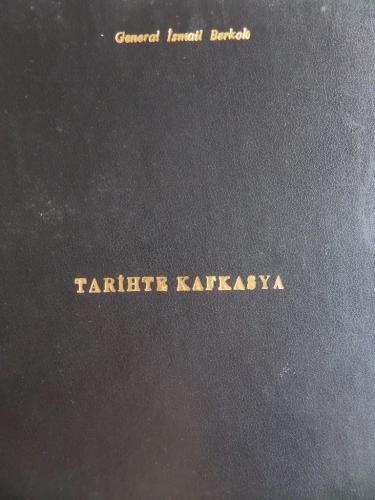 General İsmail Berkok
TARİHTE KAFKASYA